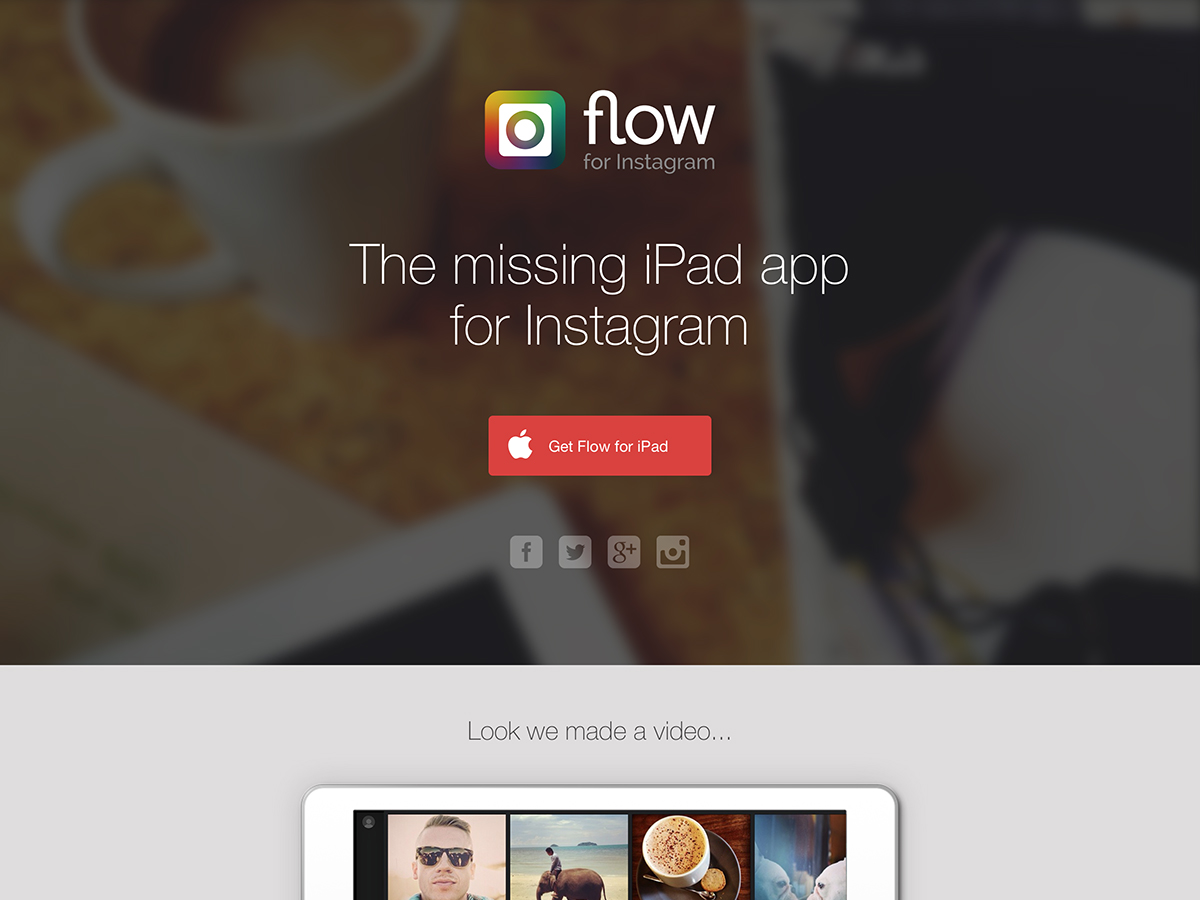 flow
for Instagram
The missing iPad app
for Instagram
Get Flow for iPad
Look we made a video...